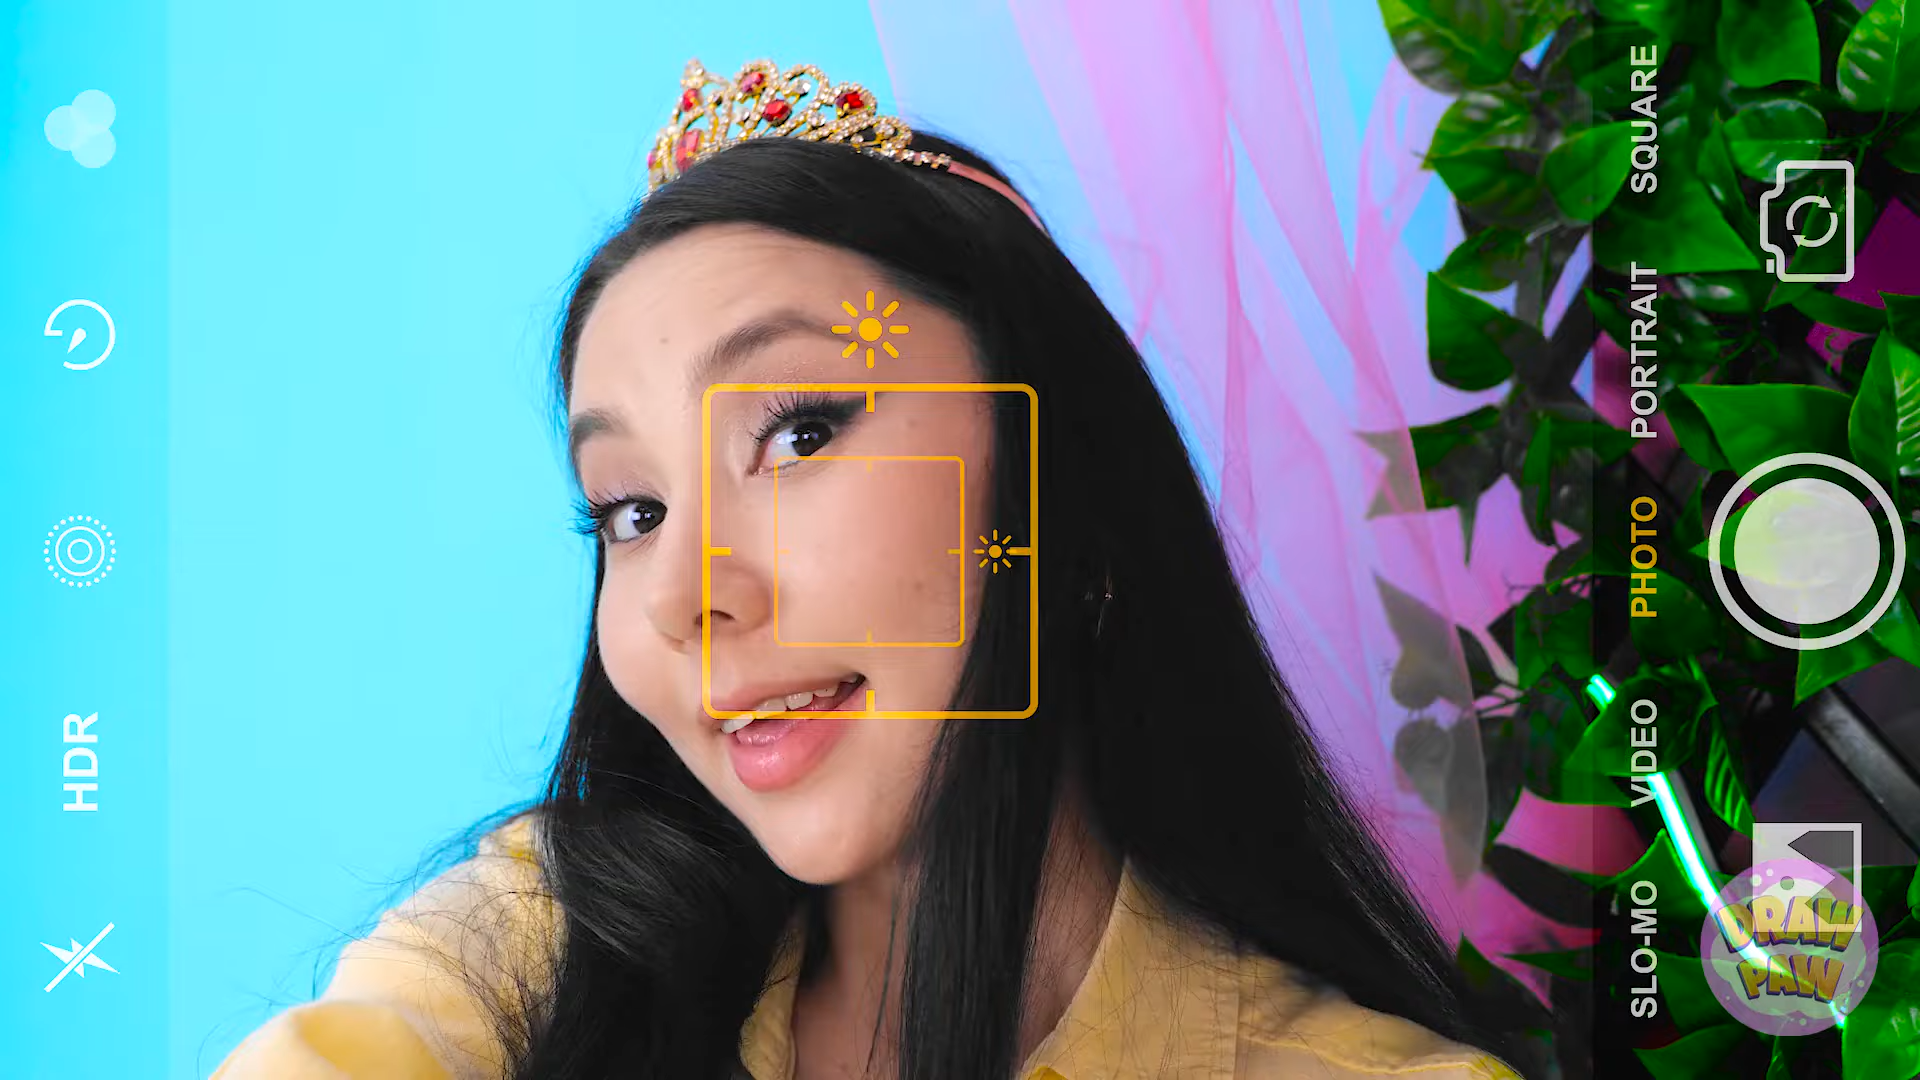 HDR
SQUARE
PORTRAIT
PHOTO
VIDEO
SLO-MO
DRAW
PAW